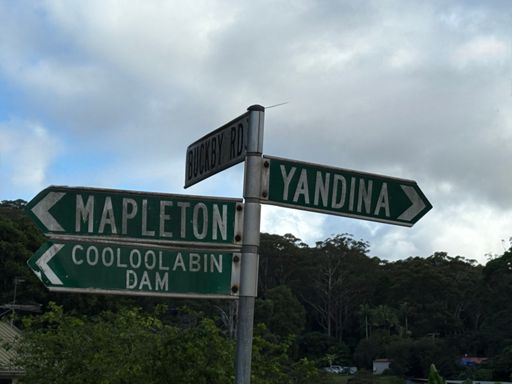 BUCKBY RD
YANDINA
MAPLETON
COOLOOLABIN
DAM